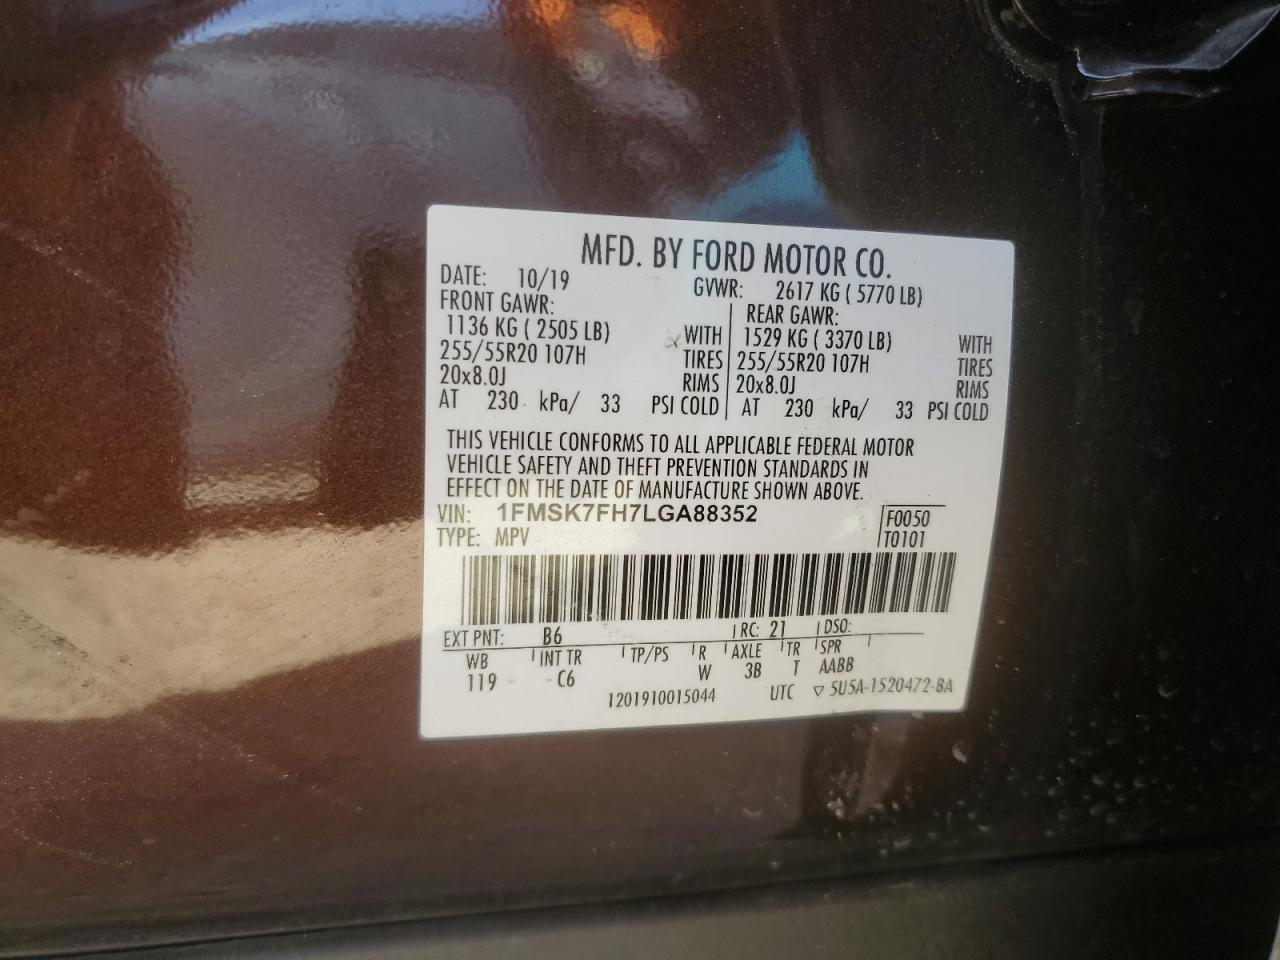 MFD. BY FORD MOTOR CO.
DATE: 10/19 GVWR: 2617 KG ( 5770 LB)
FRONT GAWR: REAR GAWR:
1136 KG ( 2505 LB) WITH 1529 KG ( 3370 LB) WITH
255/55R20 107H TIRES 255/55R20 107H TIRES
20x8.0J RIMS 20x8.0J RIMS
AT 230 kPa/ 33 PSI COLD AT 230 kPa/ 33 PSI COLD
THIS VEHICLE CONFORMS TO ALL APPLICABLE FEDERAL MOTOR
VEHICLE SAFETY AND THEFT PREVENTION STANDARDS IN
EFFECT ON THE DATE OF MANUFACTURE SHOWN ABOVE.
VIN: 1FMSK7FH7LGA88352 F0050
TYPE: MPV T0101
EXT PNT: B6 RC: 21 DSO:
WB INT TR TP/PS R AXLE TR SPR
119 C6 W 3B T AABB
1201910015044 UTC ▽ 5U5A-1520472-BA